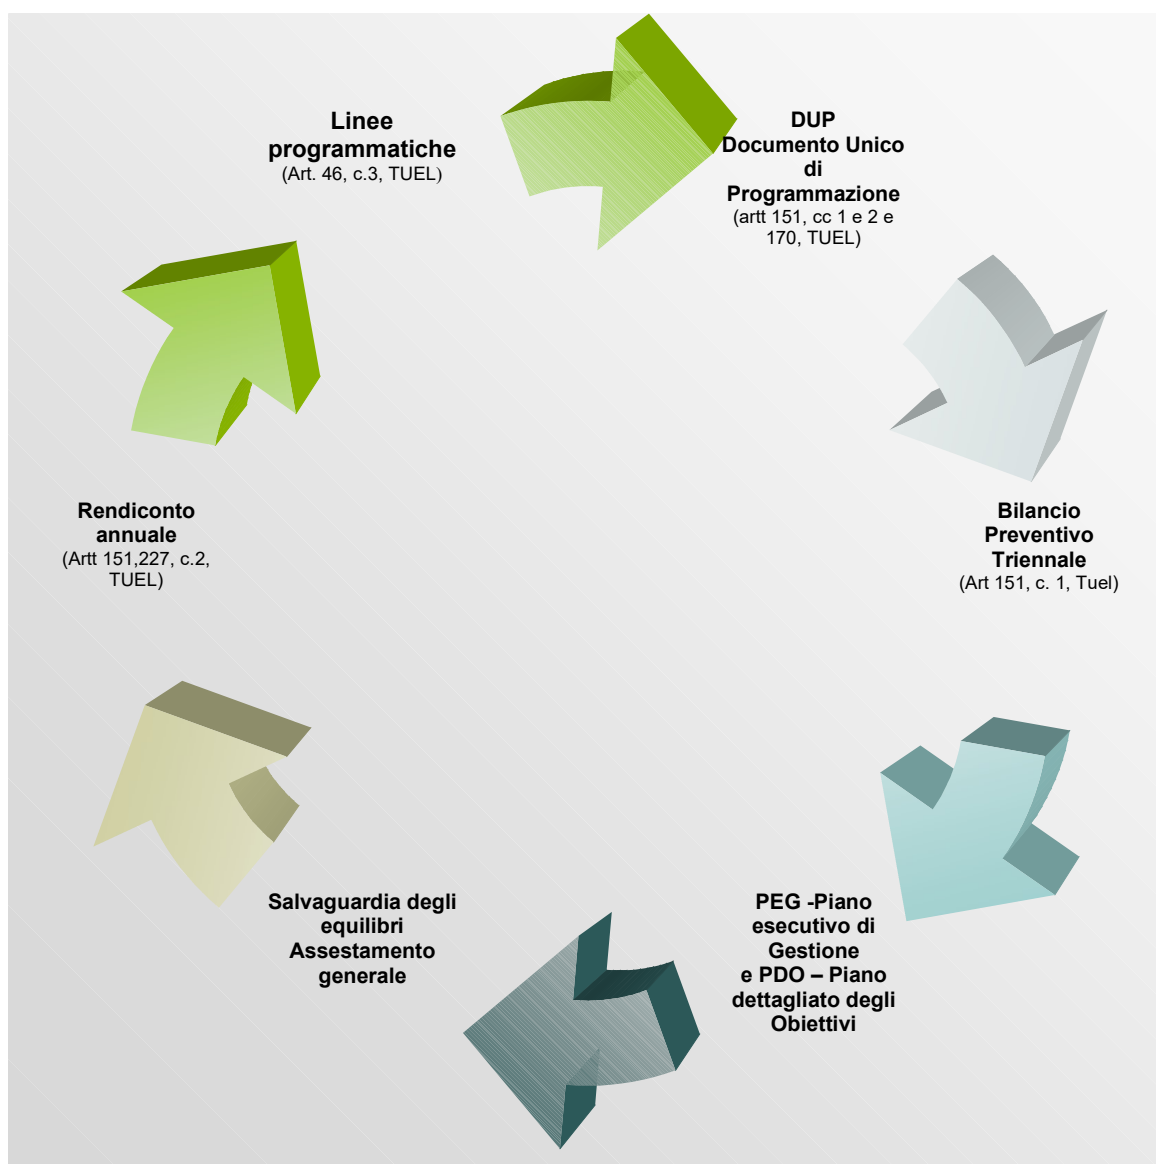 Linee
programmatiche
(Art. 46, c.3, TUEL)
DUP
Documento Unico
di
Programmazione
(artt 151, cc 1 e 2 e
170, TUEL)
Bilancio
Preventivo
Triennale
(Art 151, c. 1, Tuel)
PEG -Piano
esecutivo di
Gestione
e PDO – Piano
dettagliato degli
Obiettivi
Salvaguardia degli
equilibri
Assestamento
generale
Rendiconto
annuale
(Artt 151,227, c.2,
TUEL)